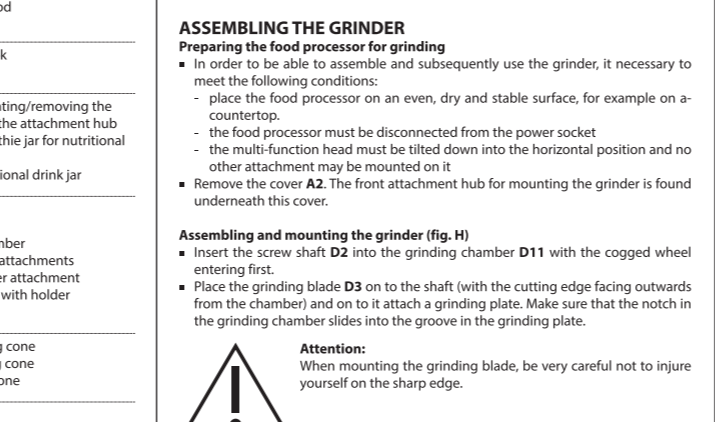 od
k
ting/removing the
the attachment hub
thie jar for nutritional
ional drink jar
mber
attachments
er attachment
with holder
g cone
g cone
one
ASSEMBLING THE GRINDER
Preparing the food processor for grinding
▪ In order to be able to assemble and subsequently use the grinder, it necessary to
meet the following conditions:
- place the food processor on an even, dry and stable surface, for example on a-
countertop.
- the food processor must be disconnected from the power socket
- the multi-function head must be tilted down into the horizontal position and no
other attachment may be mounted on it
▪ Remove the cover A2. The front attachment hub for mounting the grinder is found
underneath this cover.
Assembling and mounting the grinder (fig. H)
▪ Insert the screw shaft D2 into the grinding chamber D11 with the cogged wheel
entering first.
▪ Place the grinding blade D3 on to the shaft (with the cutting edge facing outwards
from the chamber) and on to it attach a grinding plate. Make sure that the notch in
the grinding chamber slides into the groove in the grinding plate.
Attention:
When mounting the grinding blade, be very careful not to injure
yourself on the sharp edge.